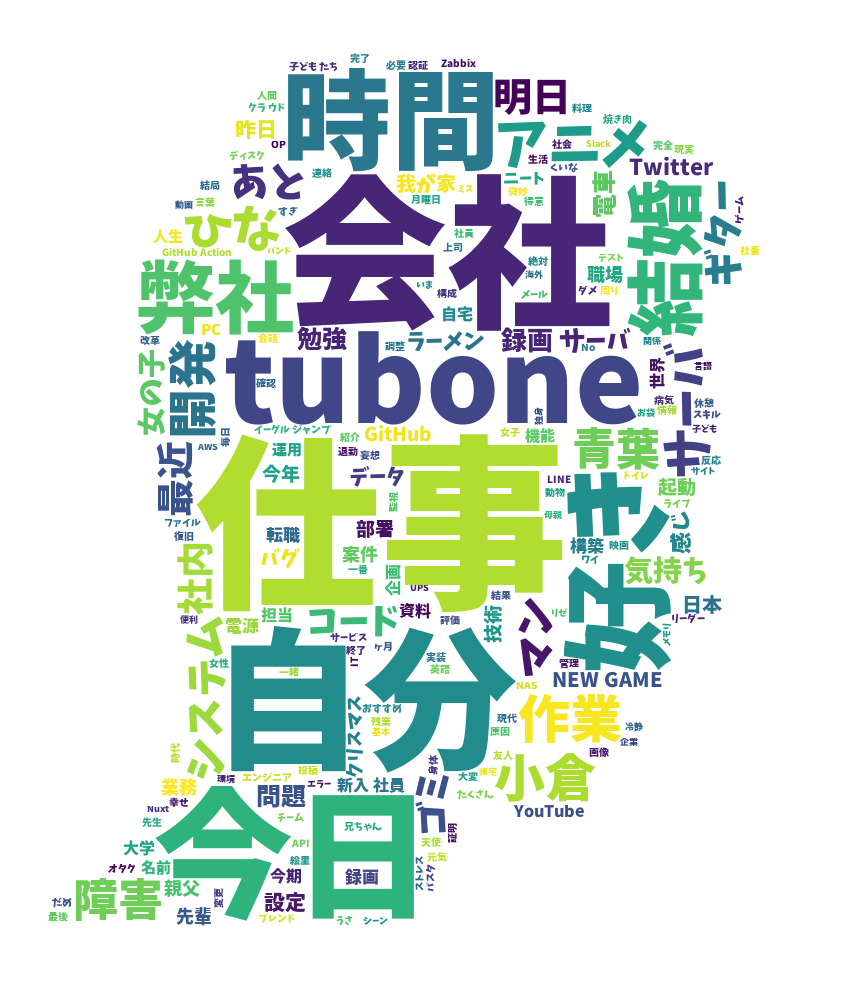 完了
子どもたち
必要 認証
Zabbix
人間
クラウド
時間
明日
料理
昨日
OP
アニメ
焼き肉
社会
Slack
完全
現実
ディスク
連絡
生活
くいな
Twitter
結局
あと
我が家
ミス
ニート
微妙
電車
結婚
ギター
ゲーム
動画
言葉
すぎ
月曜日
得意
人生
ひな
会社
社員
上司
絶対
テスト
社畜
GitHub Action
バンド
海外
職場
弊社
いま
構成
メール
ダメ
周り
PC
自宅
改革
会話
勉強
調整
ラーメン
録画
サーバ
No
関係
サーバ
世界
言語
女の子
開発
確認
tubone
病気
休憩
お袋
情報
スキル
独身
子ども
イーグル ジャンプ
紹介
GitHub
女子
機能
青葉
毎日
AWS
運用
退勤
妄想
反応
サイト
最近
今年
データ
LINE
動物
トイレ
起動
仕事
監視
好き
ライブ
ファイル
復旧
転職
部署
母親
感じ
構築
映画
ワイ
社内
バグ
案件
一番
企画
UPS
気持ち
結果
便利
担当
コード
資料
評価
技術
マン
リゼ
日本
リーダー
メモリ
電源
サービス
終了
IT
ヶ月
実装
英語
管理
システム
女性
自分
一緒
NEW GAME
NAS
クリスマス
おすすめ
残業
基本
現代
原因
作業
冷静
企業
時代
環境
エンジニア
投稿
エラー
友人
画像
業務
幸せ
問題
新入 社員
ゴミ
身体
大変
帰宅
たくさん
小倉
Nuxt
先生
今日
チーム
兄ちゃん
証明
YouTube
大学
API
天使
オタク
名前
絵里
今期
録画
ストレス
元気
パスタ
障害
親父
変更
設定
だめ
最後
先輩
ブレンド
うさ
シーン